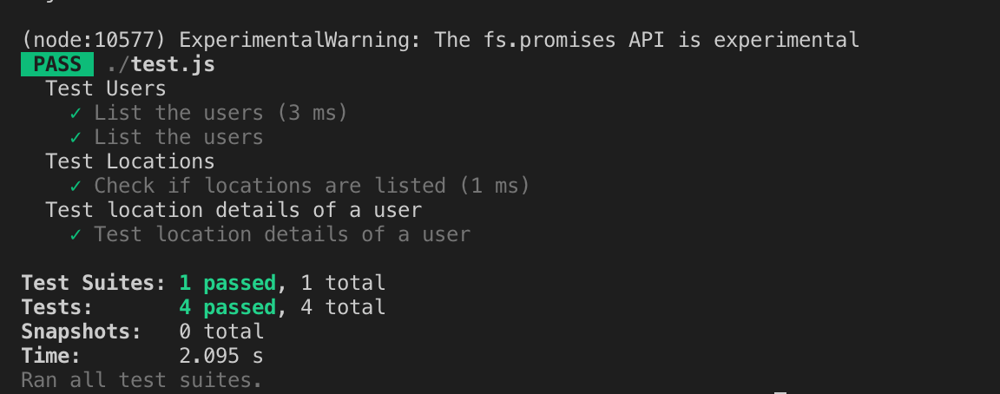 (node:10577) ExperimentalWarning: The fs.promises API is experimental
PASS ./test.js
Test Users
✓ List the users (3 ms)
✓ List the users
Test Locations
✓ Check if locations are listed (1 ms)
Test location details of a user
✓ Test location details of a user
Test Suites: 1 passed, 1 total
Tests: 4 passed, 4 total
Snapshots: 0 total
Time: 2.095 s
Ran all test suites.